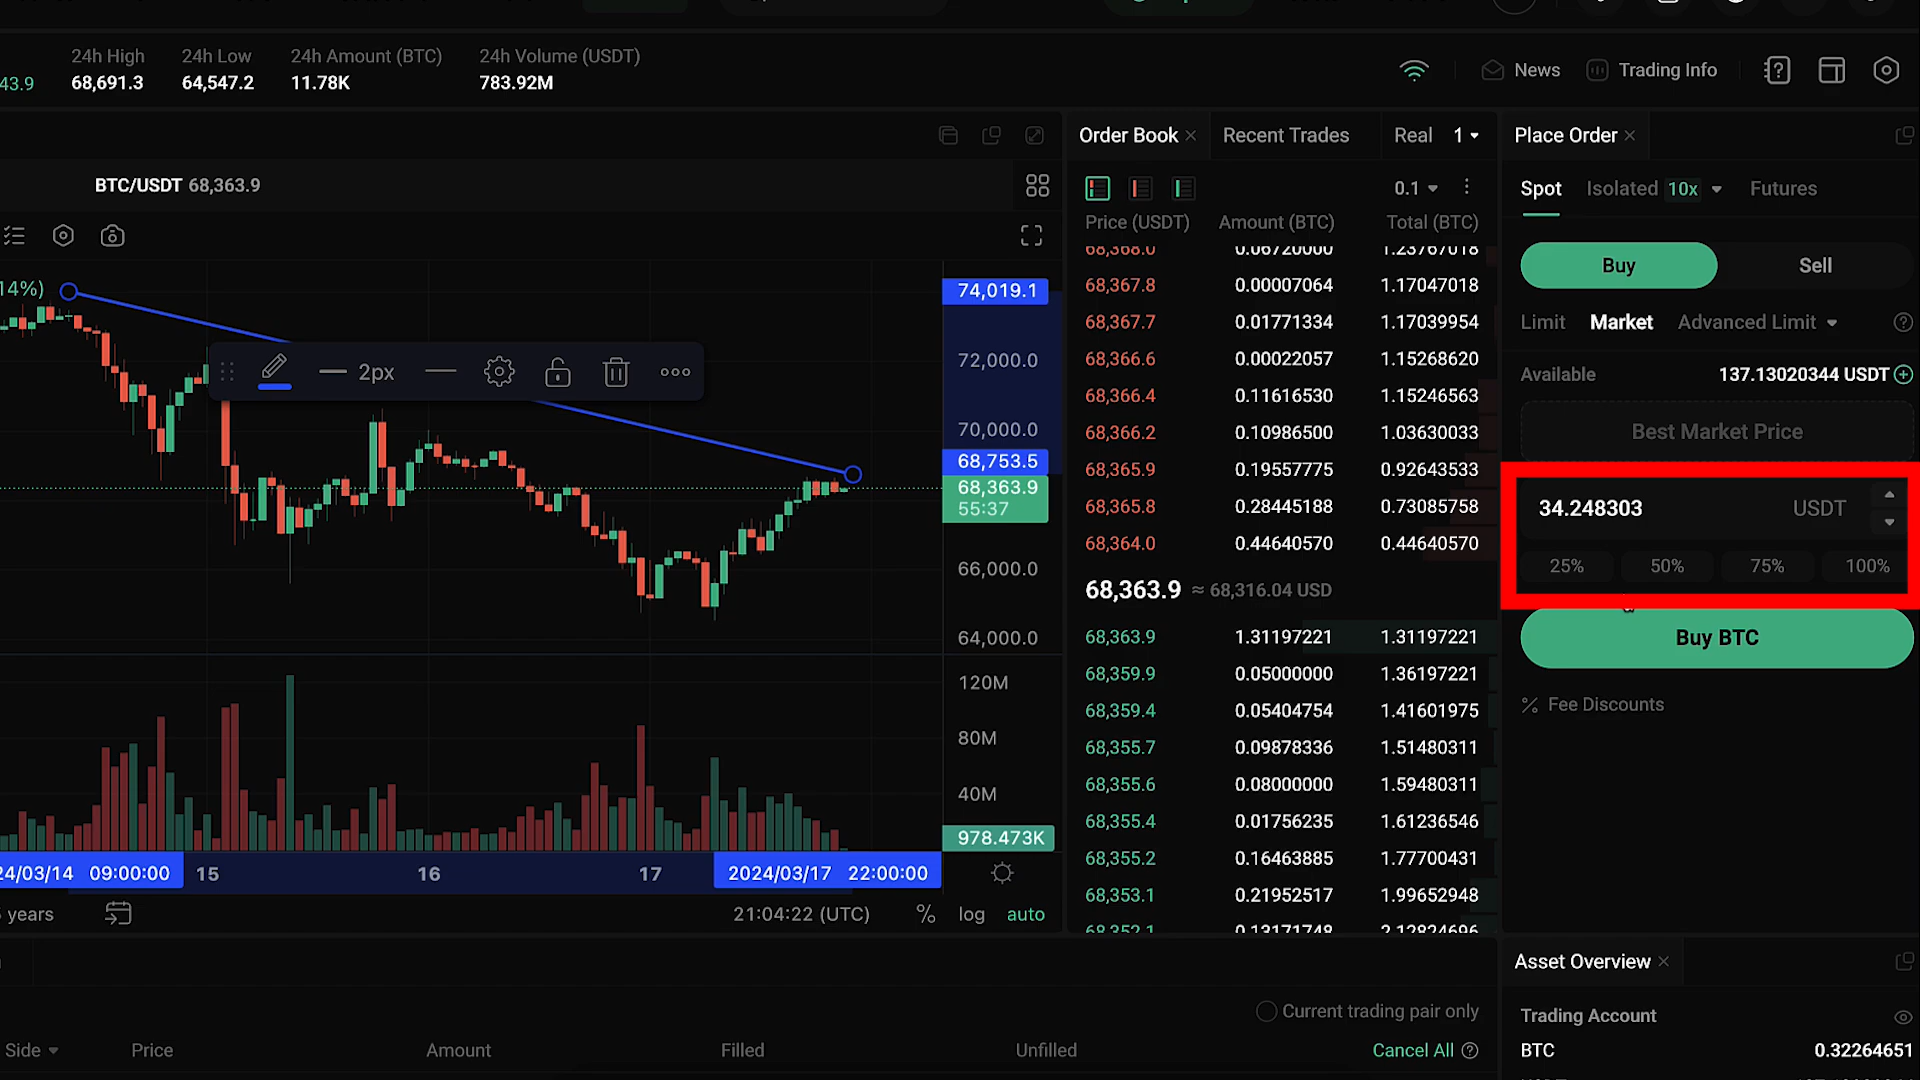 24h High
24h Low
24h Amount (BTC)
24h Volume (USDT)
43.9
68,691.3
64,547.2
11.78K
783.92M
News
Trading Info
BTC/USDT 68,363.9
14%)
74,019.1
72,000.0
70,000.0
68,753.5
68,363.9
55:37
66,000.0
64,000.0
2px
120M
80M
40M
978.473K
24/03/14 09:00:00
15
16
17
2024/03/17 22:00:00
years
21:04:22 (UTC)
%
log
auto
Order Book
Recent Trades
Real
1
0.1
Price (USDT) Amount (BTC) Total (BTC)
68,368.0 0.06720000 1.23767018
68,367.8 0.00007064 1.17047018
68,367.7 0.01771334 1.17039954
68,366.6 0.00022057 1.15268620
68,366.4 0.11616530 1.15246563
68,366.2 0.10986500 1.03630033
68,365.9 0.19557775 0.92643533
68,365.8 0.28448188 0.73085758
68,364.0 0.44640570 0.44640570
68,363.9 ≈ 68,316.04 USD
68,363.9 1.31197221 1.31197221
68,359.9 0.05000000 1.36197221
68,359.4 0.05404754 1.41601975
68,355.7 0.09878336 1.51480311
68,355.6 0.08000000 1.59480311
68,355.4 0.01756235 1.61236546
68,355.2 0.16463885 1.77700431
68,353.1 0.21952517 1.99652948
68,352.1 0.13171748 2.12824696
Place Order
Spot
Isolated 10x
Futures
Buy
Sell
Limit
Market
Advanced Limit
Available
137.13020344 USDT
Best Market Price
34.248303
USDT
25%
50%
75%
100%
Buy BTC
% Fee Discounts
Current trading pair only
Side
Price
Amount
Filled
Unfilled
Cancel All
Asset Overview
Trading Account
BTC
0.32264651